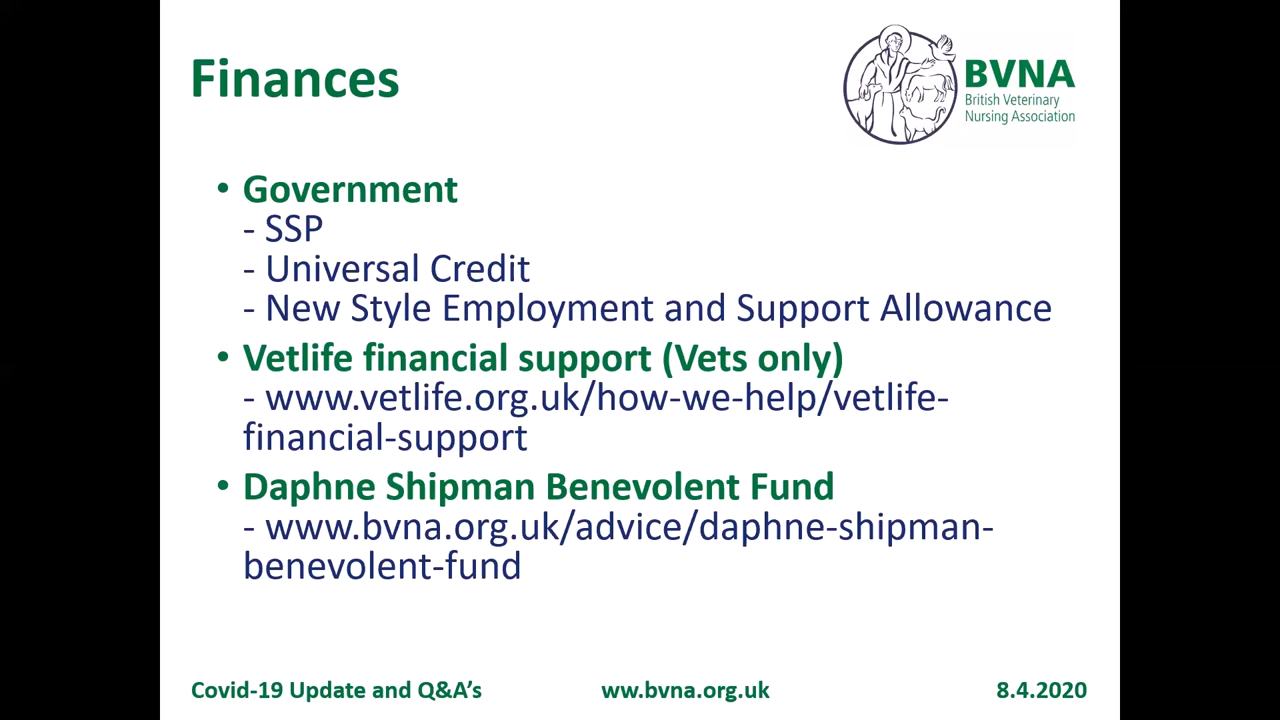 Finances
BVNA
British Veterinary
Nursing Association
• Government
- SSP
- Universal Credit
- New Style Employment and Support Allowance
• Vetlife financial support (Vets only)
- www.vetlife.org.uk/how-we-help/vetlife-
financial-support
• Daphne Shipman Benevolent Fund
- www.bvna.org.uk/advice/daphne-shipman-
benevolent-fund
Covid-19 Update and Q&A’s
ww.bvna.org.uk
8.4.2020